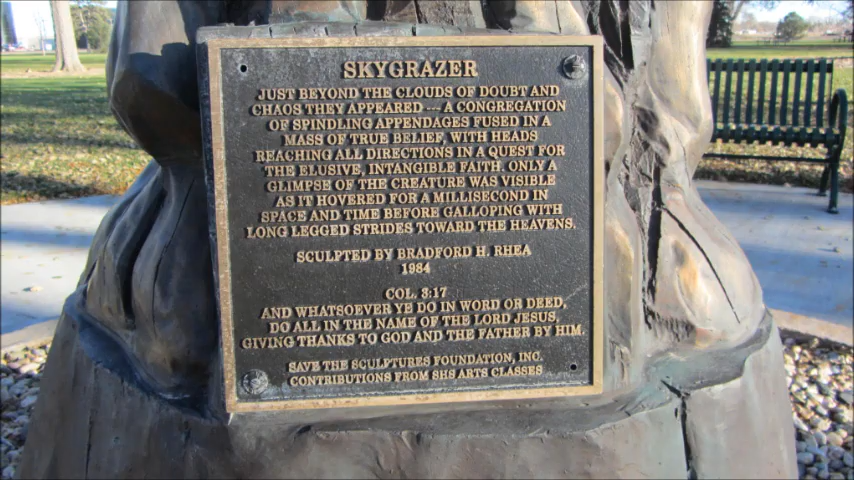 SKYGRAZER
JUST BEYOND THE CLOUDS OF DOUBT AND
CHAOS THEY APPEARED --- A CONGREGATION
OF SPINDLING APPENDAGES FUSED IN A
MASS OF TRUE BELIEF, WITH HEADS
REACHING ALL DIRECTIONS IN A QUEST FOR
THE ELUSIVE, INTANGIBLE FAITH. ONLY A
GLIMPSE OF THE CREATURE WAS VISIBLE
AS IT HOVERED FOR A MILLISECOND IN
SPACE AND TIME BEFORE GALLOPING WITH
LONG LEGGED STRIDES TOWARD THE HEAVENS.
SCULPTED BY BRADFORD H. RHEA
1984
COL. 3:17
AND WHATSOEVER YE DO IN WORD OR DEED,
DO ALL IN THE NAME OF THE LORD JESUS,
GIVING THANKS TO GOD AND THE FATHER BY HIM.
SAVE THE SCULPTURES FOUNDATION, INC.
CONTRIBUTIONS FROM SHS ARTS CLASSES